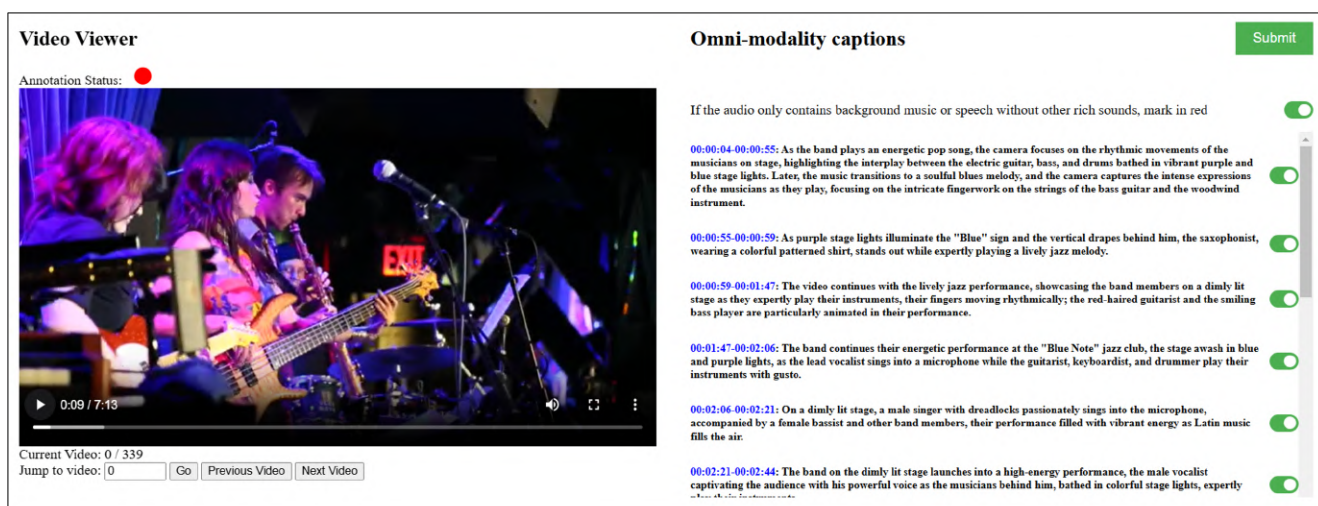 Video Viewer
Annotation Status:
EXIT
0:09 / 7:13
Current Video: 0 / 339
Jump to video: 0 Go Previous Video Next Video
Omni-modality captions
Submit
If the audio only contains background music or speech without other rich sounds, mark in red
00:00:04-00:00:55: As the band plays an energetic pop song, the camera focuses on the rhythmic movements of the
musicians on stage, highlighting the interplay between the electric guitar, bass, and drums bathed in vibrant purple and
blue stage lights. Later, the music transitions to a soulful blues melody, and the camera captures the intense expressions
of the musicians as they play, focusing on the intricate fingerwork on the strings of the bass guitar and the woodwind
instrument.
00:00:55-00:00:59: As purple stage lights illuminate the "Blue" sign and the vertical drapes behind him, the saxophonist,
wearing a colorful patterned shirt, stands out while expertly playing a lively jazz melody.
00:00:59-00:01:47: The video continues with the lively jazz performance, showcasing the band members on a dimly lit
stage as they expertly play their instruments, their fingers moving rhythmically; the red-haired guitarist and the smiling
bass player are particularly animated in their performance.
00:01:47-00:02:06: The band continues their energetic performance at the "Blue Note" jazz club, the stage awash in blue
and purple lights, as the lead vocalist sings into a microphone while the guitarist, keyboardist, and drummer play their
instruments with gusto.
00:02:06-00:02:21: On a dimly lit stage, a male singer with dreadlocks passionately sings into the microphone,
accompanied by a female bassist and other band members, their performance filled with vibrant energy as Latin music
fills the air.
00:02:21-00:02:44: The band on the dimly lit stage launches into a high-energy performance, the male vocalist
captivating the audience with his powerful voice as the musicians behind him, bathed in colorful stage lights, expertly